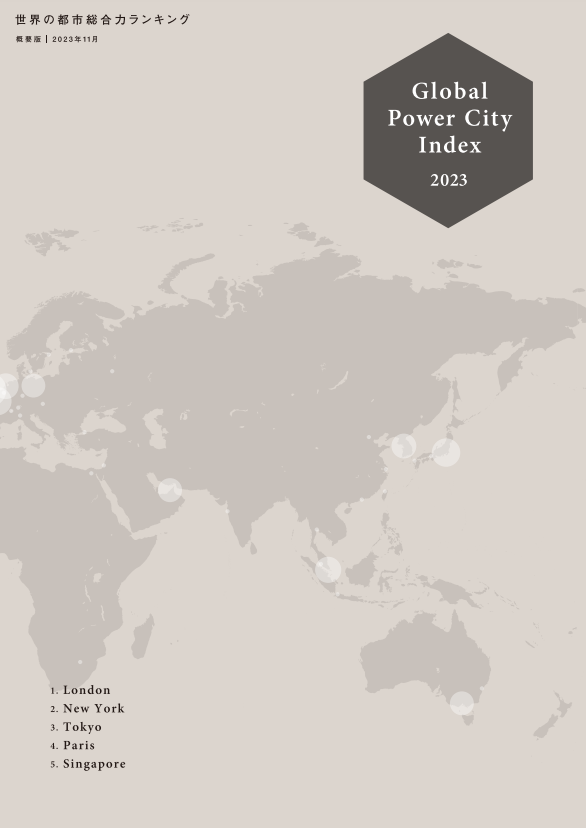 世界の都市総合力ランキング
概要版 | 2023年11月
Global
Power City
Index
2023
1. London
2. New York
3. Tokyo
4. Paris
5. Singapore